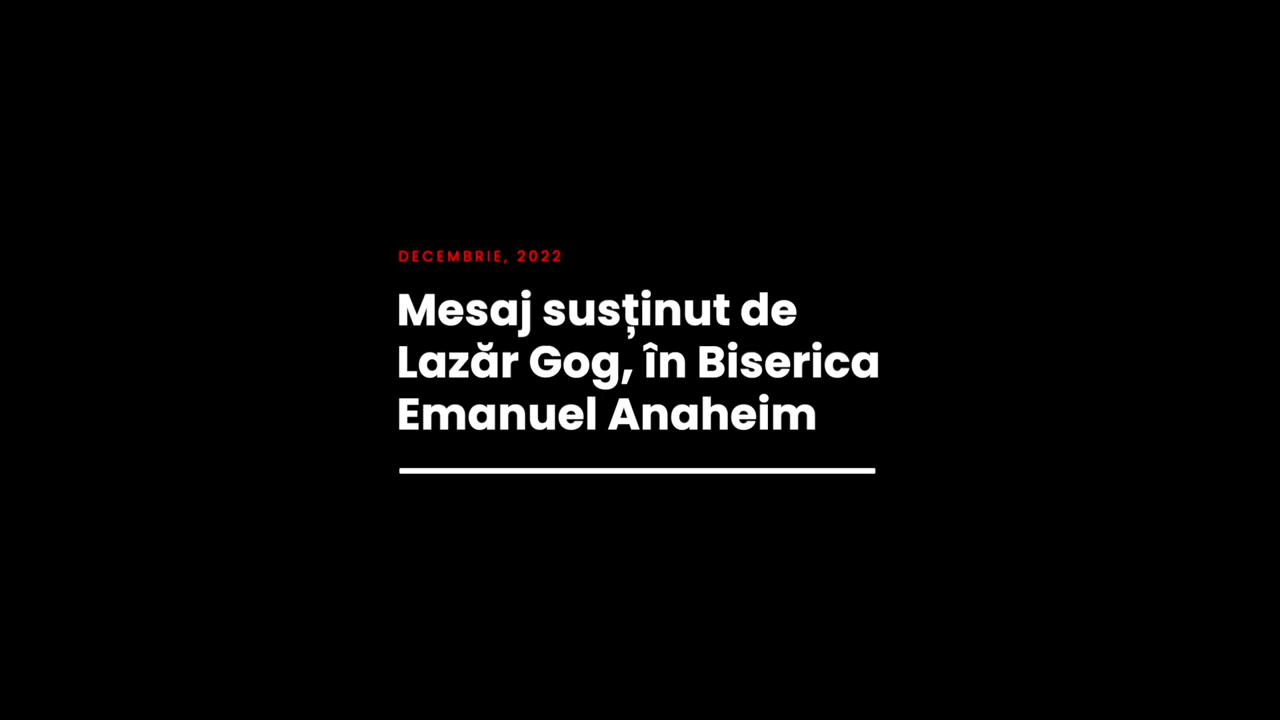 DECEMBRIE, 2022
Mesaj susținut de
Lazăr Gog, în Biserica
Emanuel Anaheim